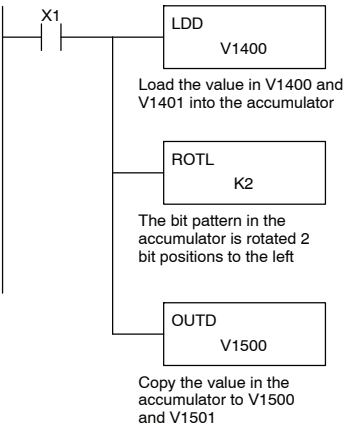 X1
LDD
V1400
Load the value in V1400 and
V1401 into the accumulator
ROTL
K2
The bit pattern in the
accumulator is rotated 2
bit positions to the left
OUTD
V1500
Copy the value in the
accumulator to V1500
and V1501